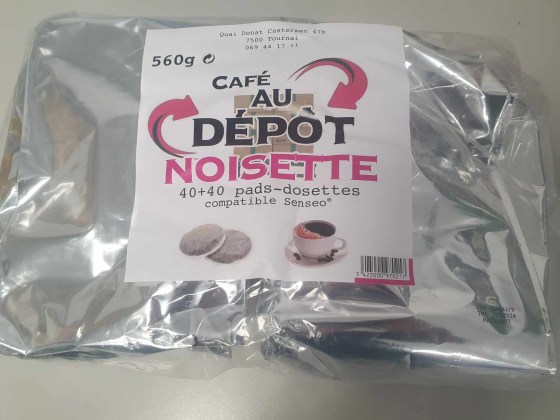 Quai Donat Casterman 47b
7500 Tournai
069 44 17 11
560g ℮
CAFÉ
AU
DÉPÔT
NOISETTE
40+40 pads-dosettes
compatible Senseo®